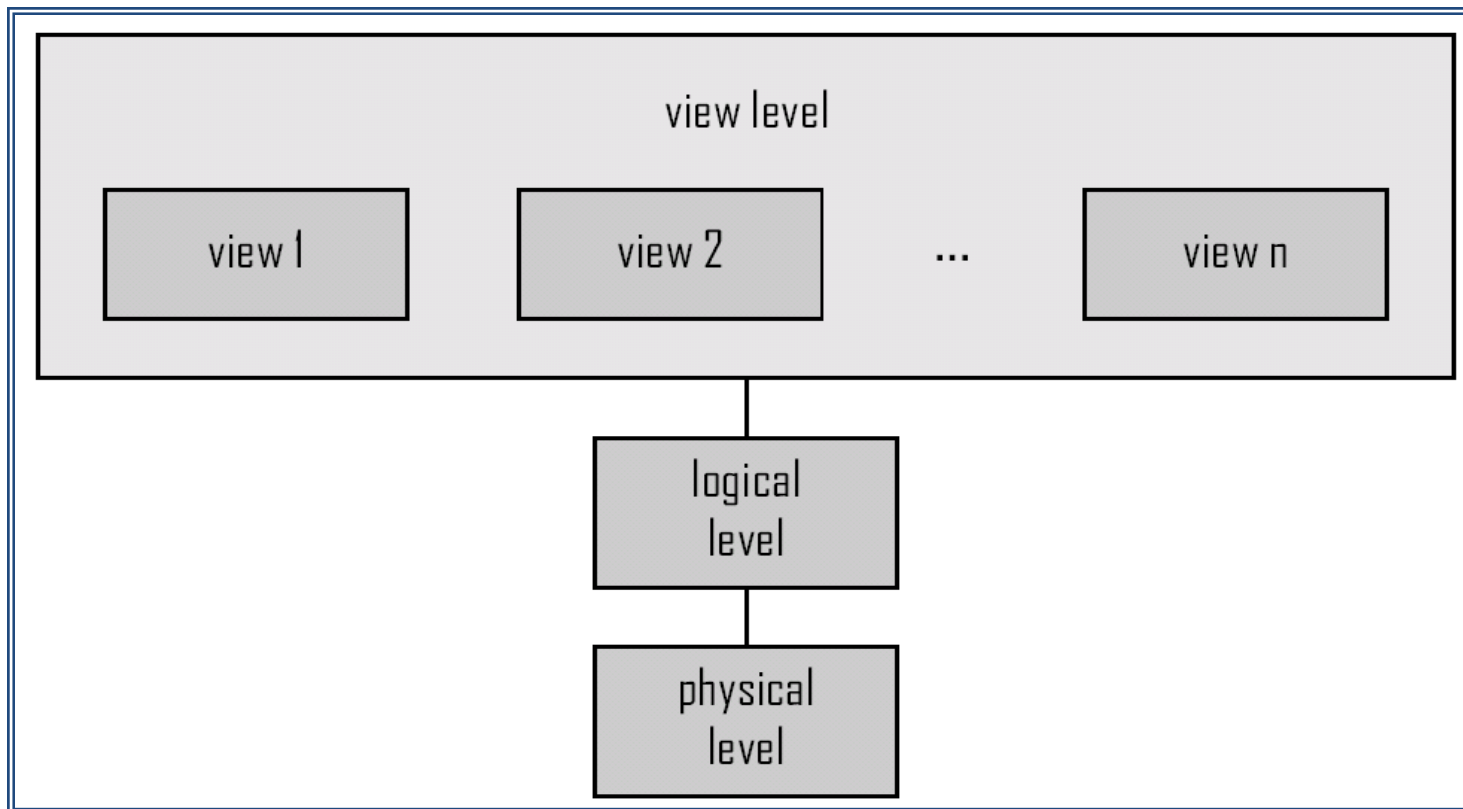 view level
view 1
view 2
...
view n
logical
level
physical
level